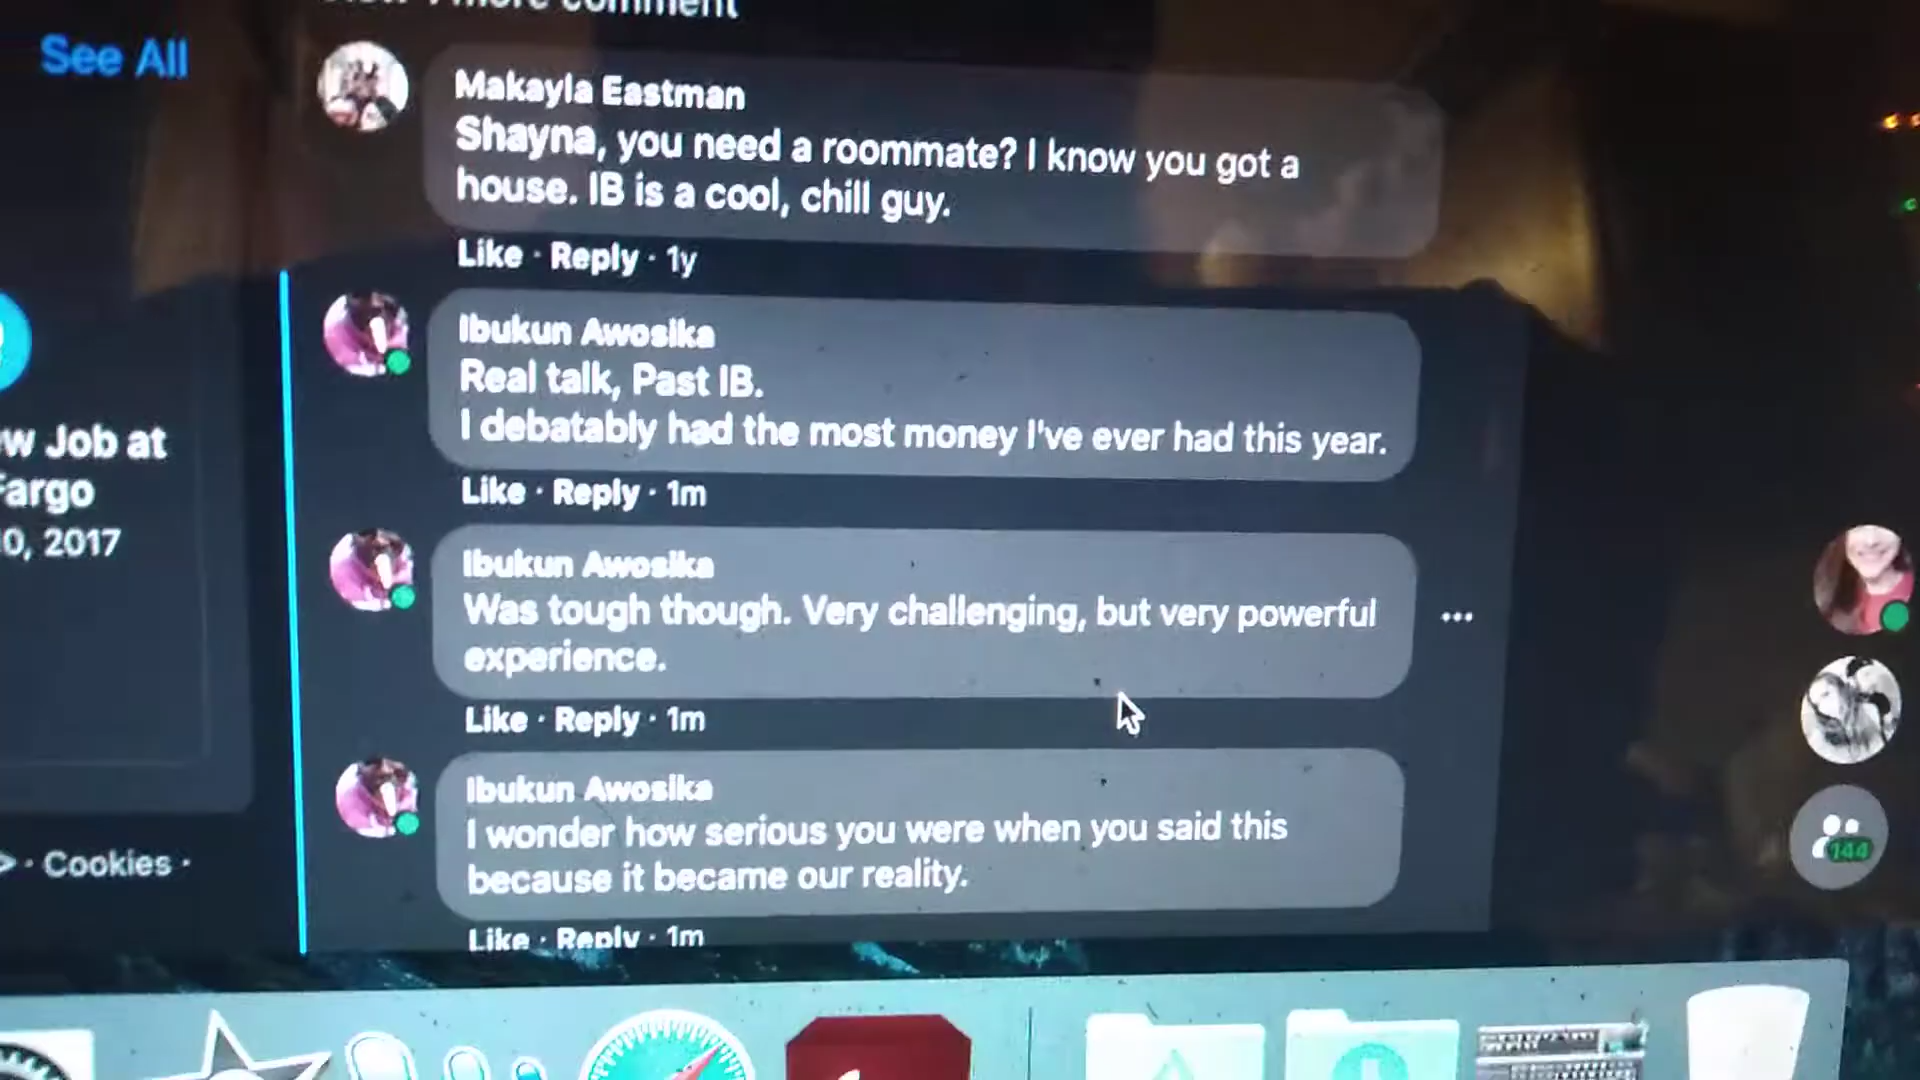 See All
more comment
Makayla Eastman
Shayna, you need a roommate? I know you got a
house. IB is a cool, chill guy.
Like · Reply · 1y
Ibukun Awosika
Real talk, Past IB.
I debatably had the most money I've ever had this year.
Like · Reply · 1m
Ibukun Awosika
Was tough though. Very challenging, but very powerful
experience.
Like · Reply · 1m
Ibukun Awosika
I wonder how serious you were when you said this
because it became our reality.
Like · Reply · 1m
w Job at
Fargo
0, 2017
· Cookies ·
144